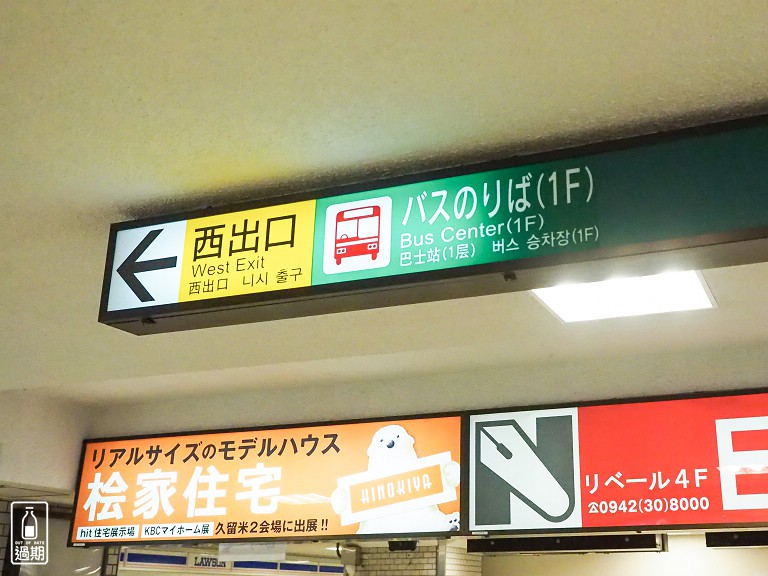 西出口
West Exit
西出口 니시 출구
バスのりば(1F)
Bus Center(1F)
巴士站(1层) 버스 승차장(1F)
リアルサイズのモデルハウス
桧家住宅
HINOKIYA
hit 住宅展示場 KBCマイホーム展 久留米2会場に出展!!
N
リベール4F
☎0942(30)8000
E
LAWSON
OUT OF DATE
過期